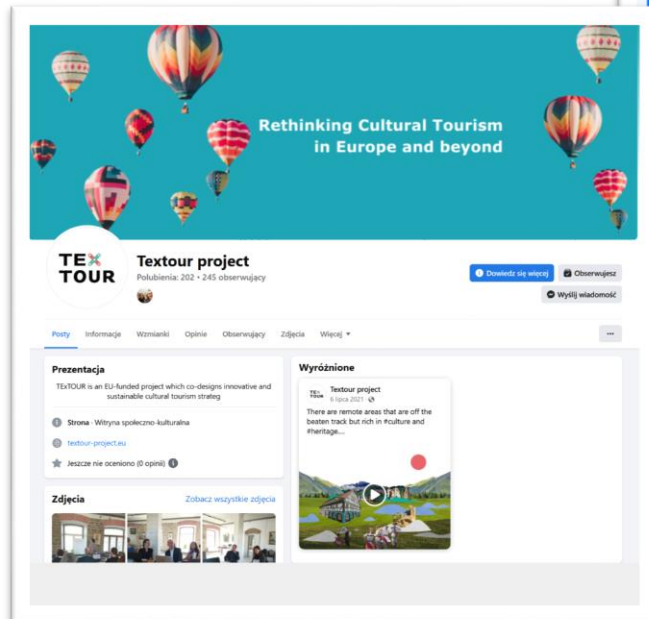 Rethinking Cultural Tourism
in Europe and beyond
TEX
TOUR
Textour project
Polubienia: 202 • 245 obserwujący
Dowiedz się więcej
Obserwujesz
Wyślij wiadomość
Posty Informacje Wzmianki Opinie Obserwujący Zdjęcia Więcej
Prezentacja
TExTOUR is an EU-funded project which co-designs innovative and
sustainable cultural tourism strateg
Strona · Witryna społeczno-kulturalna
textour-project.eu
Jeszcze nie oceniono (0 opinii)
Zdjęcia
Zobacz wszystkie zdjęcia
Wyróżnione
TEX
TOUR
Textour project
6 lipca 2021
There are remote areas that are off the
beaten track but rich in #culture and
#heritage...